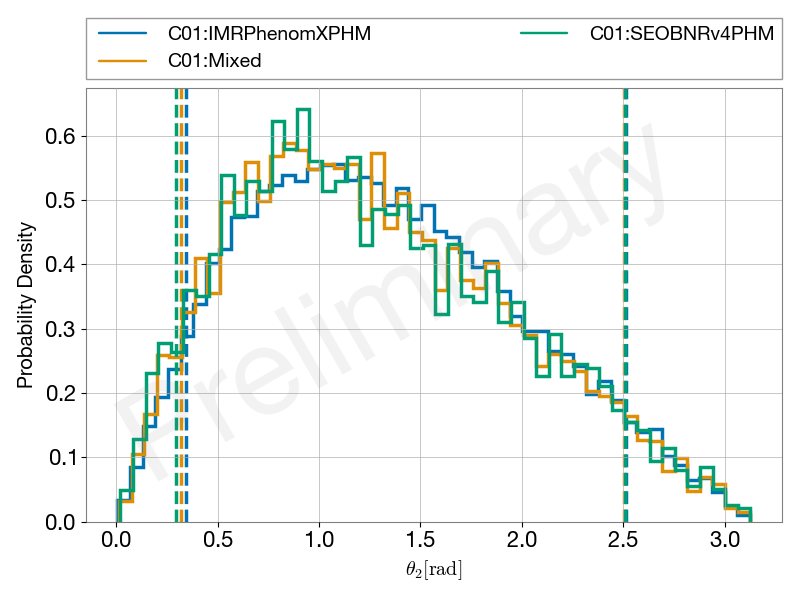 C01:IMRPhenomXPHM
C01:Mixed
C01:SEOBNRv4PHM
Preliminary
Probability Density
0.6
0.5
0.4
0.3
0.2
0.1
0.0
0.0 0.5 1.0 1.5 2.0 2.5 3.0
θ₂[rad]